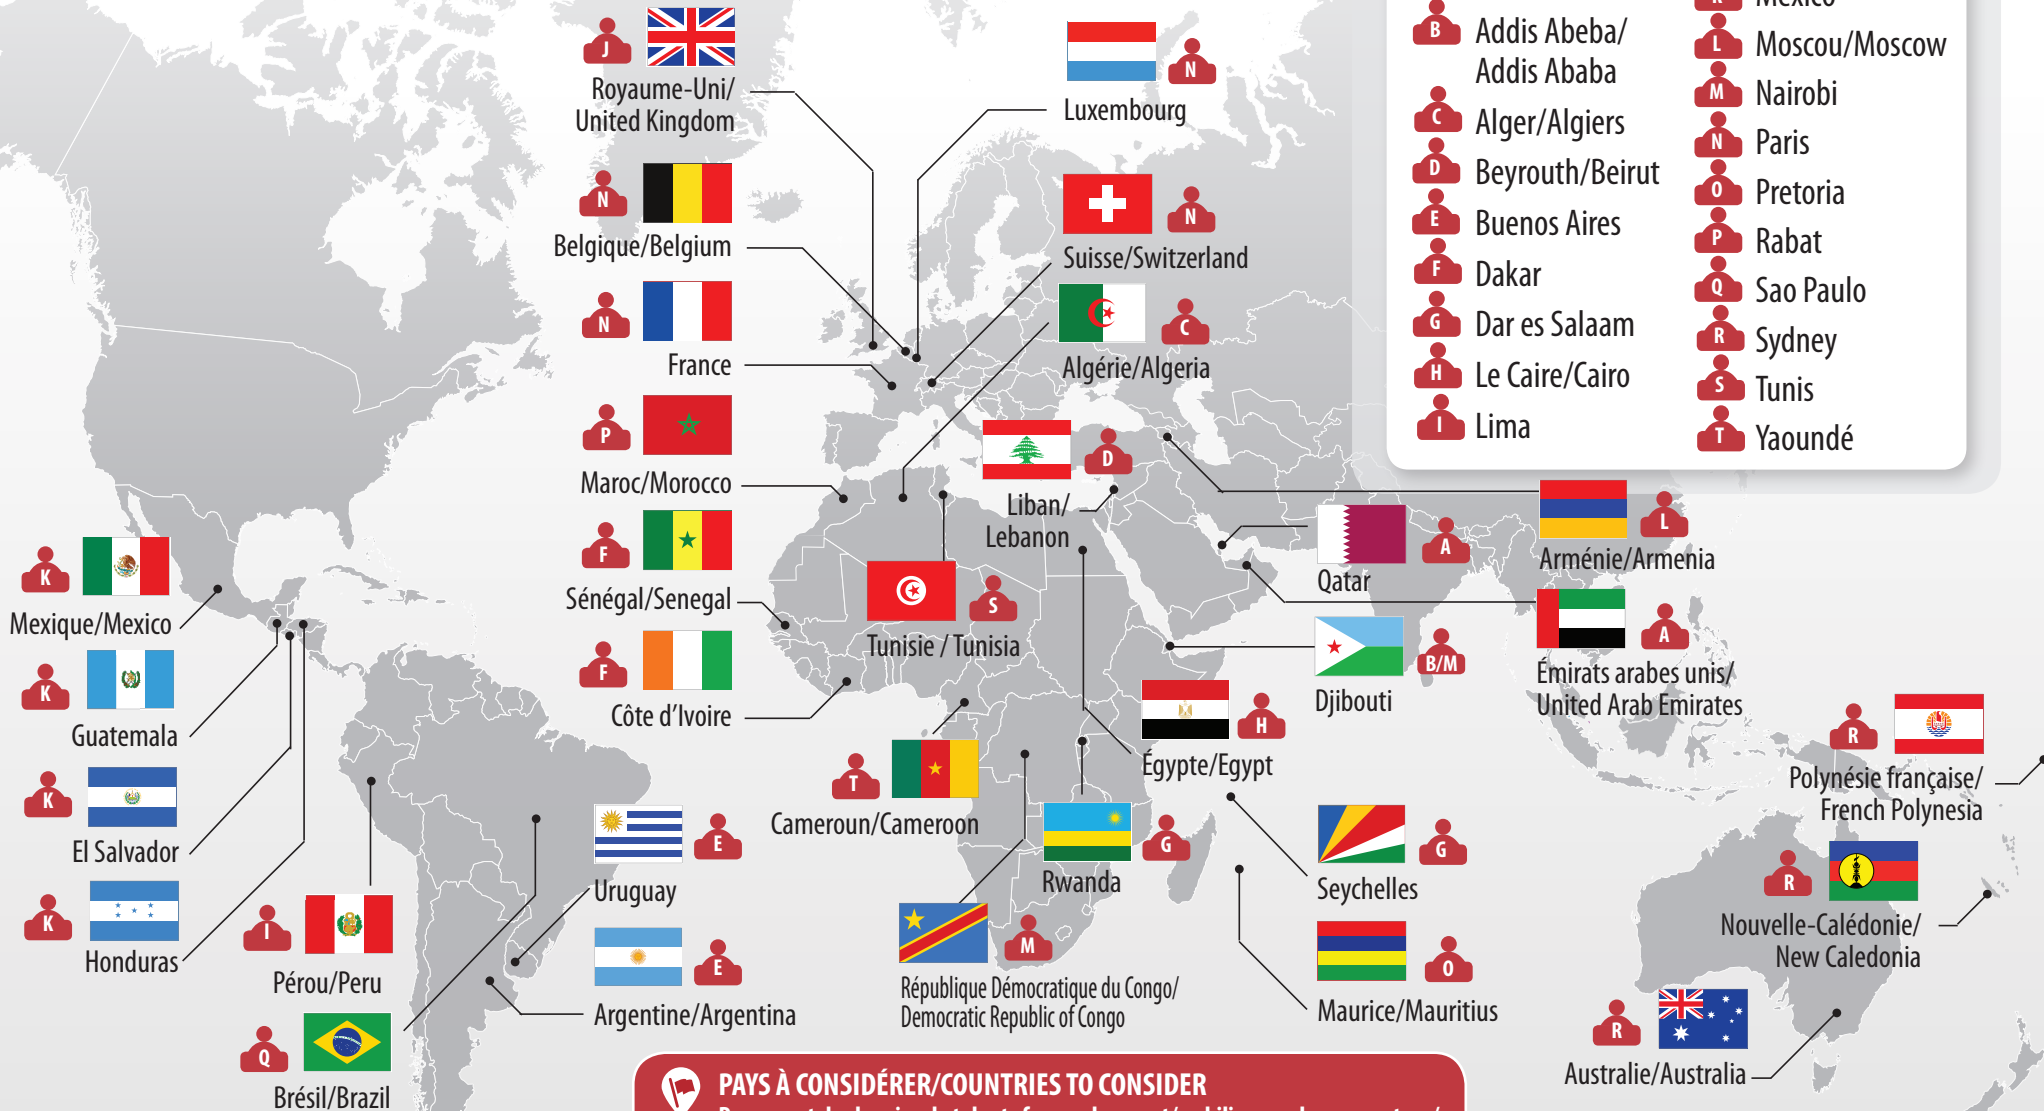 J
Royaume-Uni/
United Kingdom
N
Luxembourg
N
Belgique/Belgium
N
Suisse/Switzerland
N
France
C
Algérie/Algeria
P
Maroc/Morocco
D
Liban/
Lebanon
F
Sénégal/Senegal
S
Tunisie / Tunisia
F
Côte d'Ivoire
K
Mexique/Mexico
K
Guatemala
K
El Salvador
K
Honduras
I
Pérou/Peru
Q
Brésil/Brazil
E
Uruguay
E
Argentine/Argentina
T
Cameroun/Cameroon
G
Rwanda
M
République Démocratique du Congo/
Democratic Republic of Congo
H
Égypte/Egypt
A
Qatar
B/M
Djibouti
L
Arménie/Armenia
A
Émirats arabes unis/
United Arab Emirates
G
Seychelles
O
Maurice/Mauritius
R
Polynésie française/
French Polynesia
R
Nouvelle-Calédonie/
New Caledonia
R
Australie/Australia
B Addis Abeba/
Addis Ababa
C Alger/Algiers
D Beyrouth/Beirut
E Buenos Aires
F Dakar
G Dar es Salaam
H Le Caire/Cairo
I Lima
K Mexico
L Moscou/Moscow
M Nairobi
N Paris
O Pretoria
P Rabat
Q Sao Paulo
R Sydney
S Tunis
T Yaoundé
PAYS À CONSIDÉRER/COUNTRIES TO CONSIDER